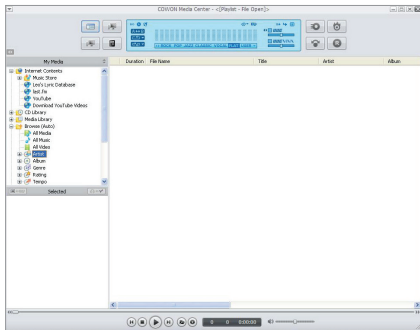 COWON Media Center - <[Playlist - File Open]>
My Media
Duration
File Name
Title
Artist
Album
Internet Contents
Music Store
Leo's Lyric Database
last.fm
YouTube
Download YouTube Videos
CD Library
Media Library
Browse (Auto)
All Media
All Music
All Video
Artist
Album
Genre
Rating
Tempo
Selected
0 0 0:00:00